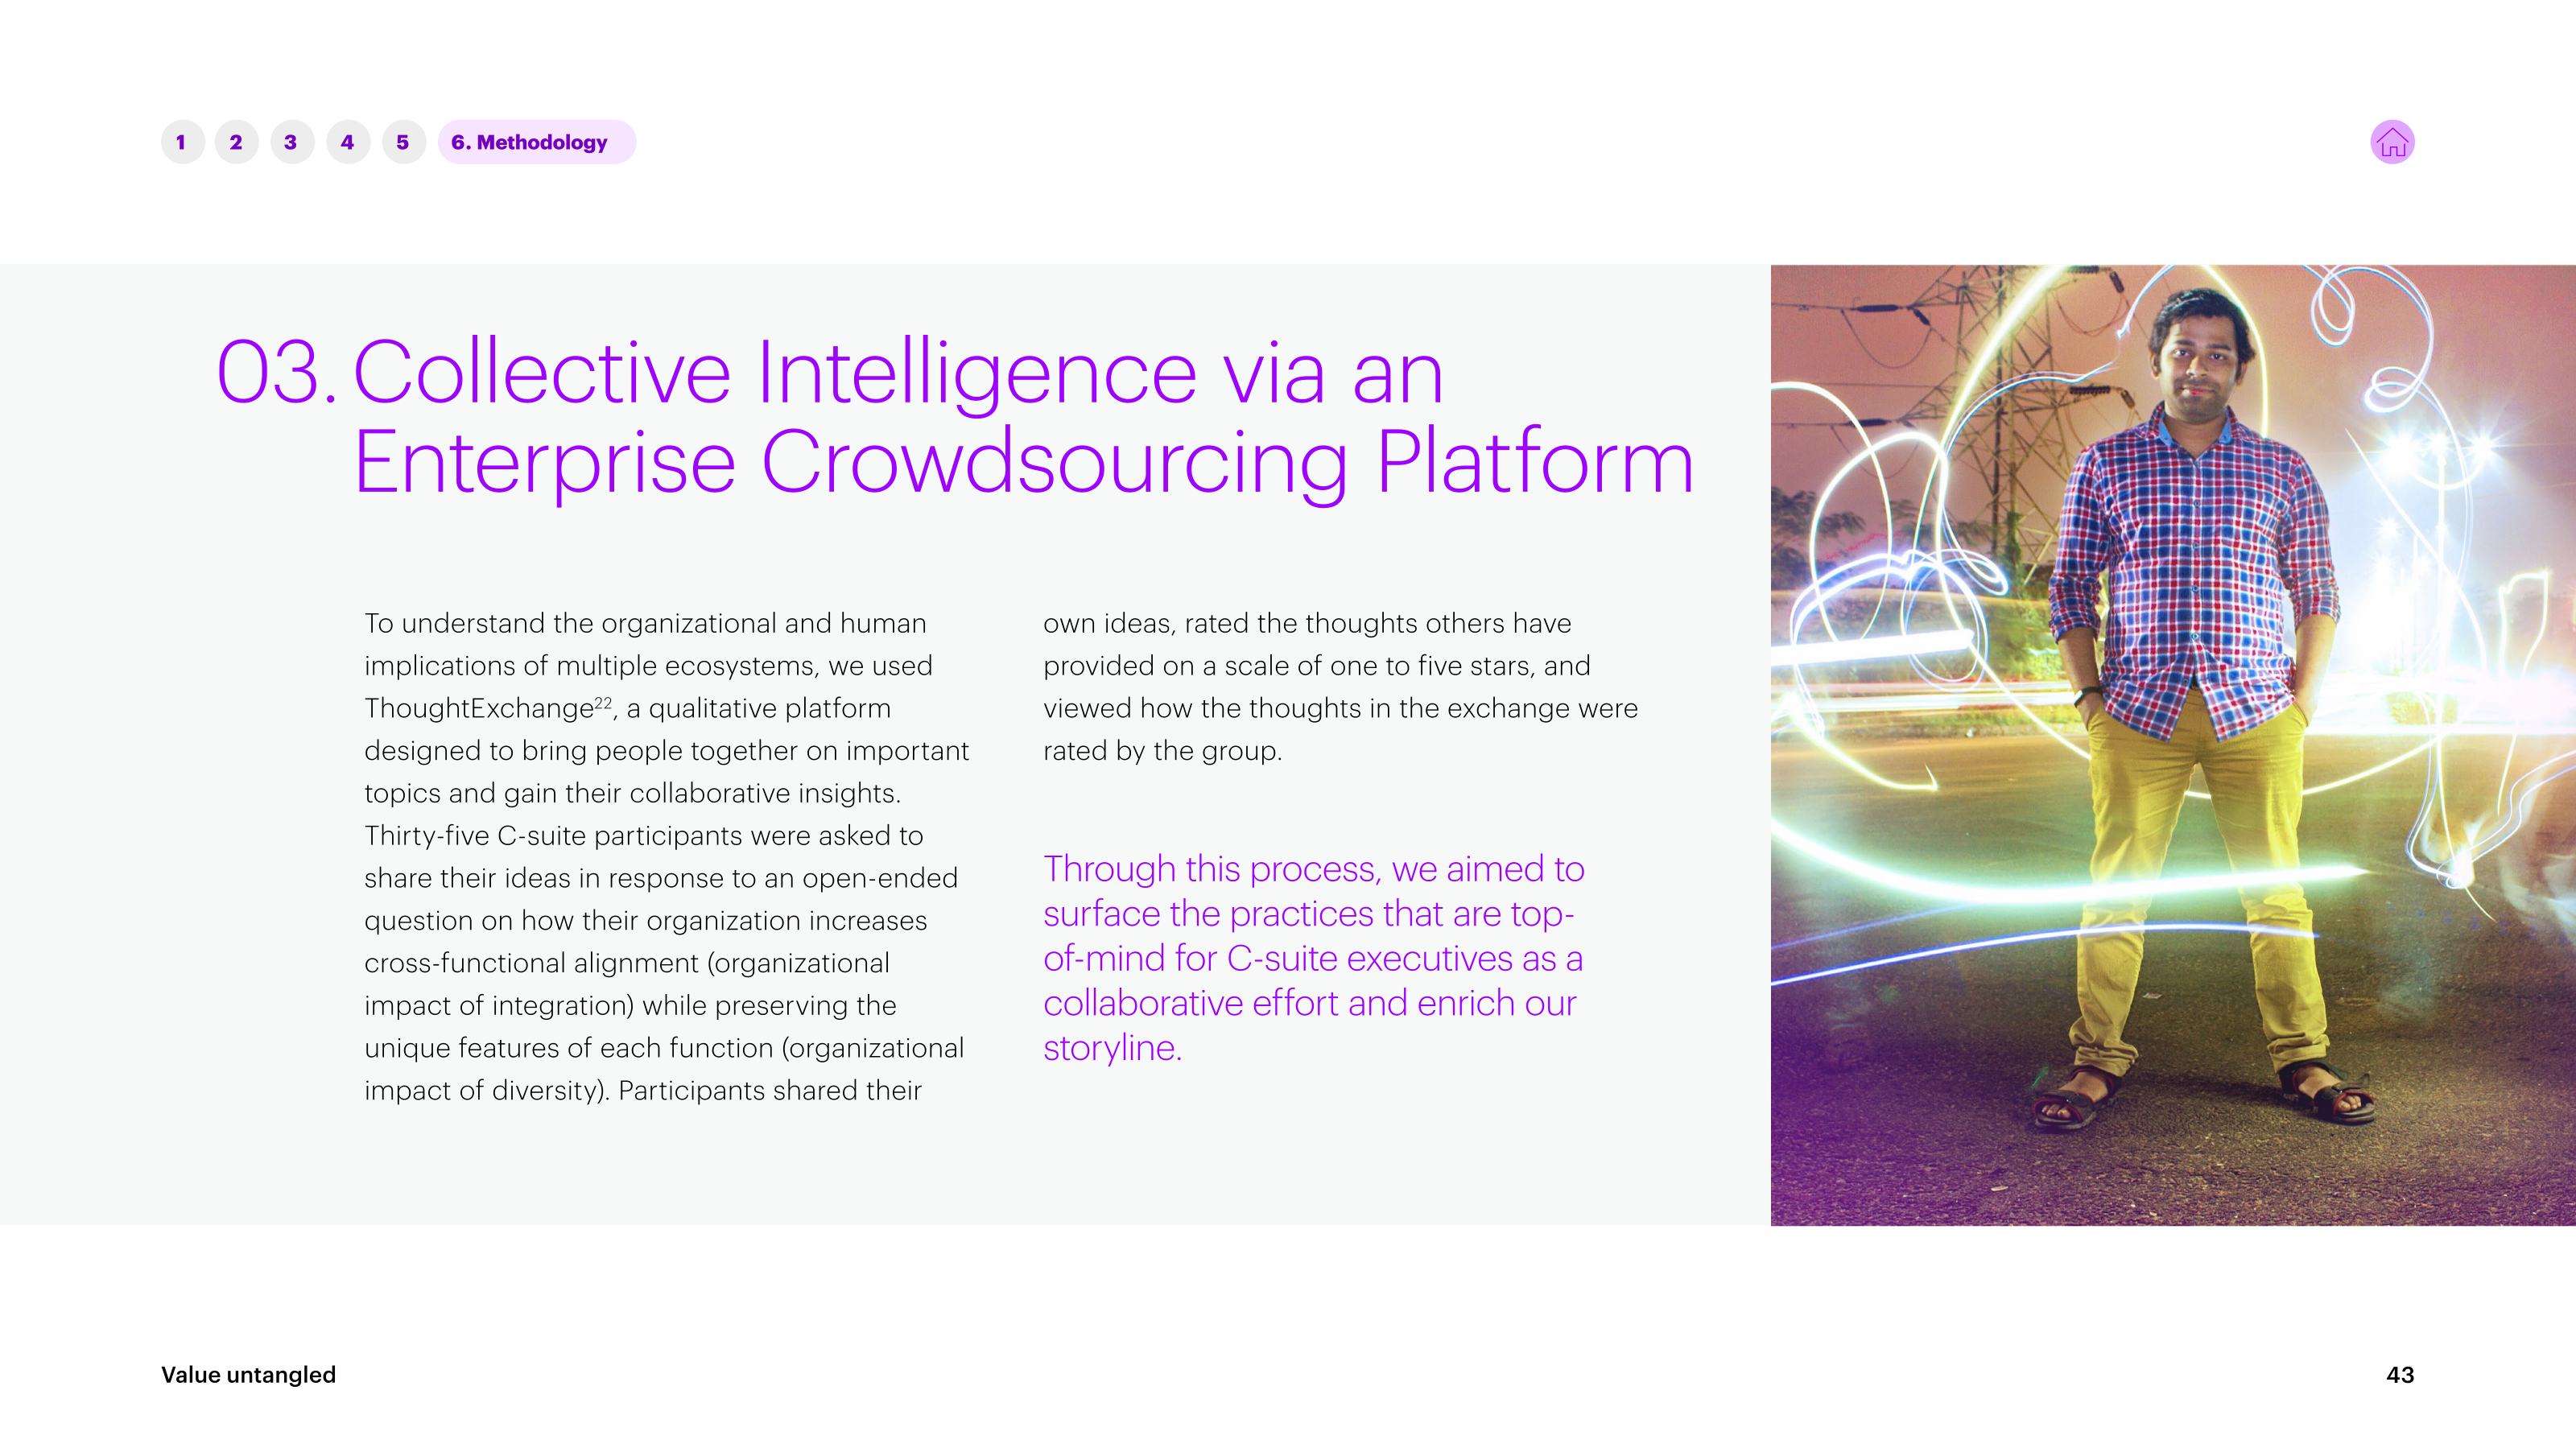 1 2 3 4 5 6. Methodology
03. Collective Intelligence via an
Enterprise Crowdsourcing Platform
To understand the organizational and human
implications of multiple ecosystems, we used
ThoughtExchange22, a qualitative platform
designed to bring people together on important
topics and gain their collaborative insights.
Thirty-five C-suite participants were asked to
share their ideas in response to an open-ended
question on how their organization increases
cross-functional alignment (organizational
impact of integration) while preserving the
unique features of each function (organizational
impact of diversity). Participants shared their
own ideas, rated the thoughts others have
provided on a scale of one to five stars, and
viewed how the thoughts in the exchange were
rated by the group.
Through this process, we aimed to
surface the practices that are top-
of-mind for C-suite executives as a
collaborative effort and enrich our
storyline.
Value untangled
43